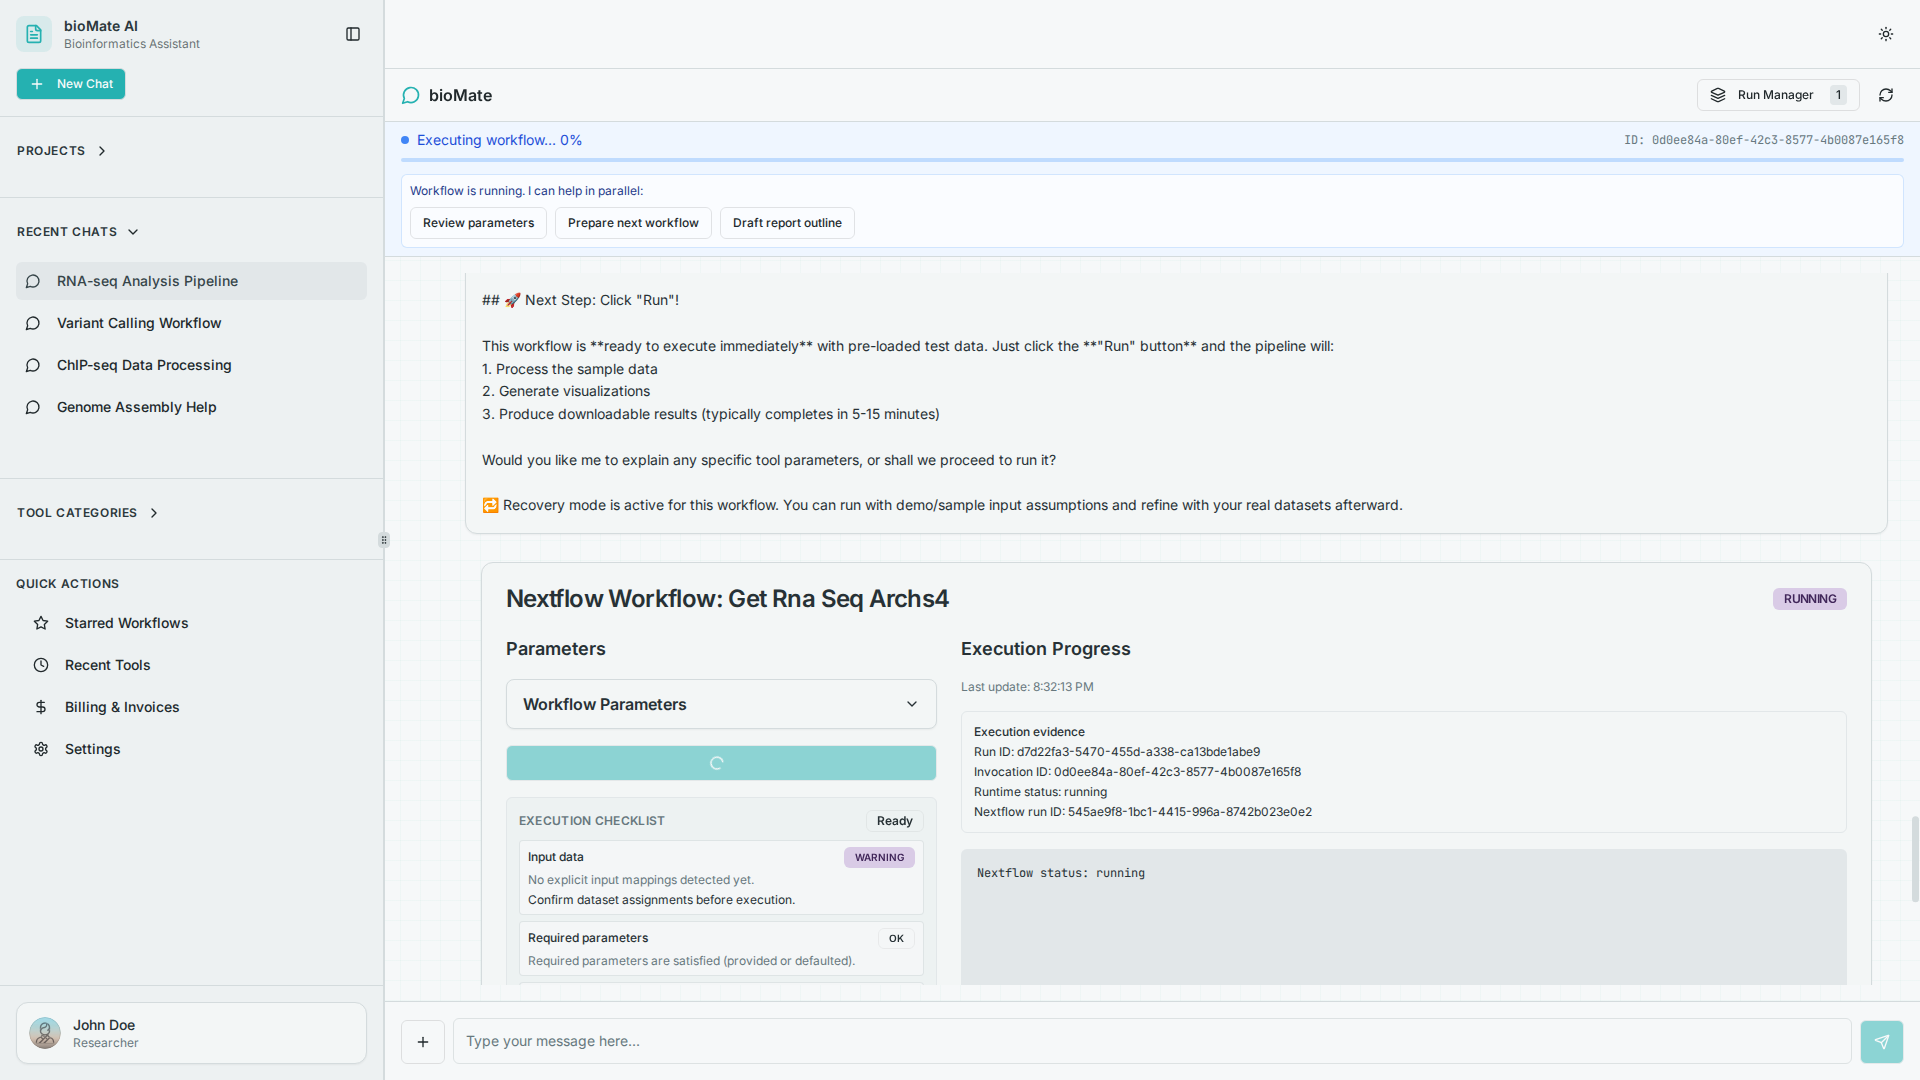 bioMate AI
Bioinformatics Assistant
New Chat
PROJECTS
RECENT CHATS
RNA-seq Analysis Pipeline
Variant Calling Workflow
ChIP-seq Data Processing
Genome Assembly Help
TOOL CATEGORIES
QUICK ACTIONS
Starred Workflows
Recent Tools
Billing & Invoices
Settings
John Doe
Researcher
bioMate
Run Manager 1
Executing workflow... 0%
ID: 0d0ee84a-80ef-42c3-8577-4b0087e165f8
Workflow is running. I can help in parallel:
Review parameters
Prepare next workflow
Draft report outline
## 🚀 Next Step: Click "Run"!
This workflow is **ready to execute immediately** with pre-loaded test data. Just click the **"Run" button** and the pipeline will:
1. Process the sample data
2. Generate visualizations
3. Produce downloadable results (typically completes in 5-15 minutes)
Would you like me to explain any specific tool parameters, or shall we proceed to run it?
🔁 Recovery mode is active for this workflow. You can run with demo/sample input assumptions and refine with your real datasets afterward.
Nextflow Workflow: Get Rna Seq Archs4
RUNNING
Parameters
Workflow Parameters
EXECUTION CHECKLIST
Ready
Input data
WARNING
No explicit input mappings detected yet.
Confirm dataset assignments before execution.
Required parameters
OK
Required parameters are satisfied (provided or defaulted).
Execution Progress
Last update: 8:32:13 PM
Execution evidence
Run ID: d7d22fa3-5470-455d-a338-ca13bde1abe9
Invocation ID: 0d0ee84a-80ef-42c3-8577-4b0087e165f8
Runtime status: running
Nextflow run ID: 545ae9f8-1bc1-4415-996a-8742b023e0e2
Nextflow status: running
Type your message here...